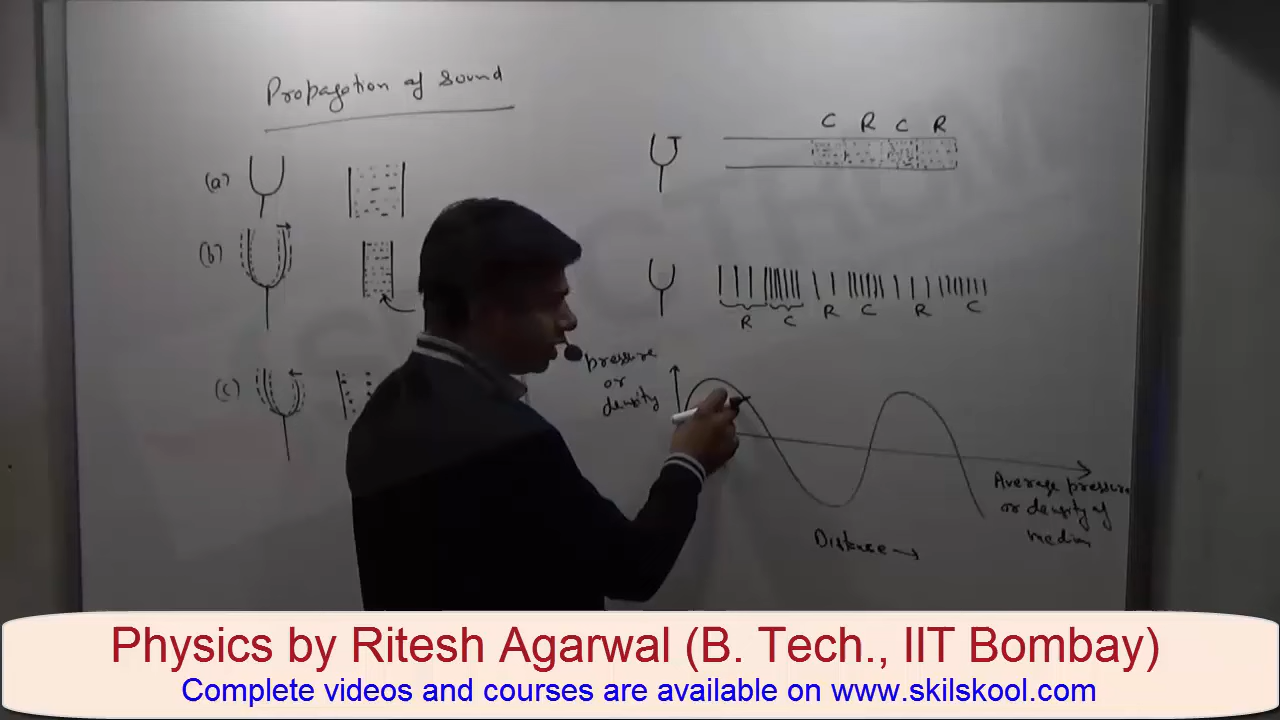 Propagation of Sound
(a)
(b)
(c)
C R C R
R C R C R C
pressure
or
density
Average pressure
or density of
medium
Distance →
Physics by Ritesh Agarwal (B. Tech., IIT Bombay)
Complete videos and courses are available on www.skilskool.com